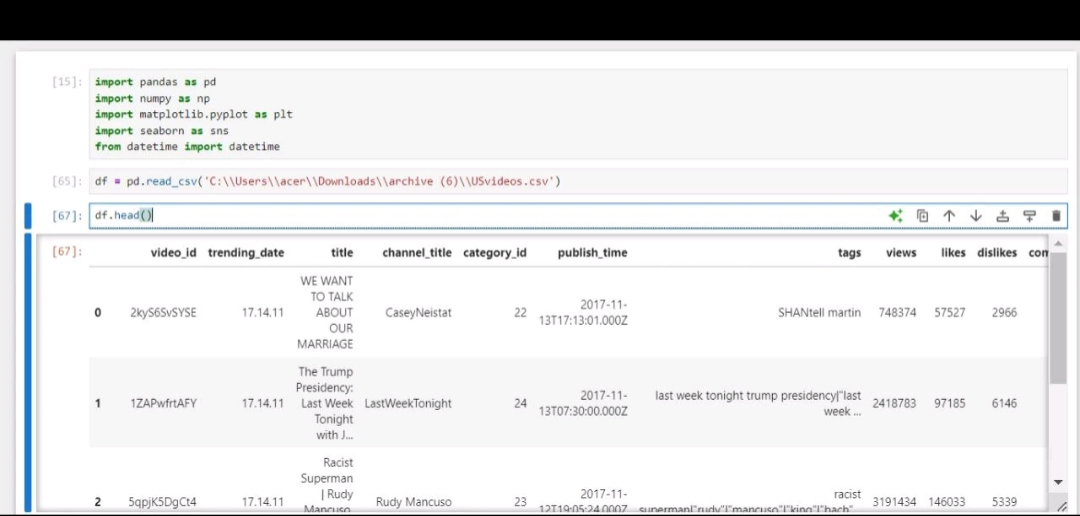 [15]: import pandas as pd
import numpy as np
import matplotlib.pyplot as plt
import seaborn as sns
from datetime import datetime
[65]: df = pd.read_csv('C:\\Users\\acer\\Downloads\\archive (6)\\USvideos.csv')
[67]: df.head()
[67]: video_id trending_date title channel_title category_id publish_time tags views likes dislikes com
WE WANT
TO TALK
0 2kyS6SvSYSE 17.14.11 ABOUT CaseyNeistat 22 2017-11-13T17:13:01.000Z SHANtell martin 748374 57527 2966
OUR
MARRIAGE
The Trump
Presidency:
1 1ZAPwfrtAFY 17.14.11 Last Week LastWeekTonight 24 2017-11-13T07:30:00.000Z last week tonight trump presidency|"last week ... 2418783 97185 6146
Tonight
with J...
Racist
Superman
| Rudy
2 5qpjK5DgCt4 17.14.11 Mancuso, Rudy Mancuso 23 2017-11-12T19:05:24.000Z racist superman|"rudy"|"mancuso"|"king"|"bach" 3191434 146033 5339